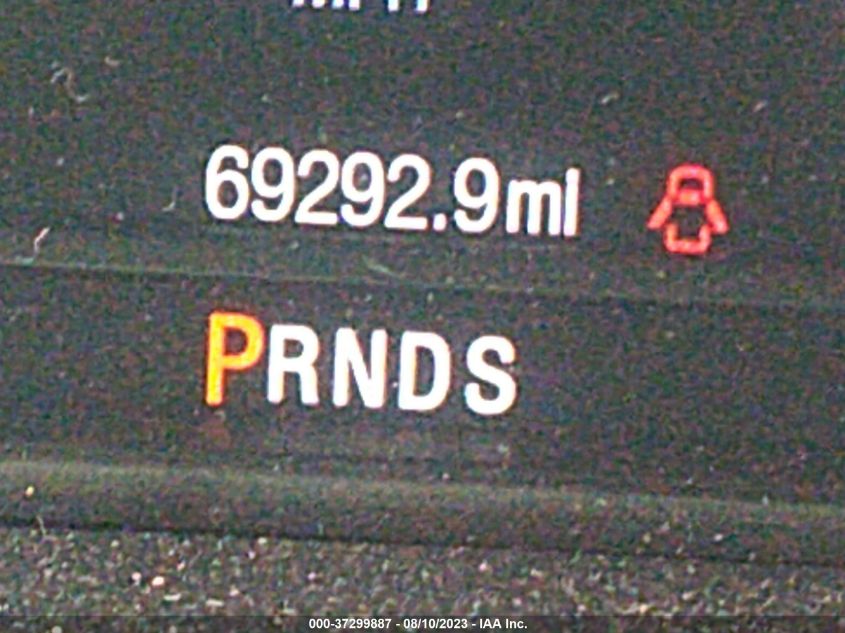 69292.9mi
PRNDS
000-37299887 - 08/10/2023 - IAA Inc.